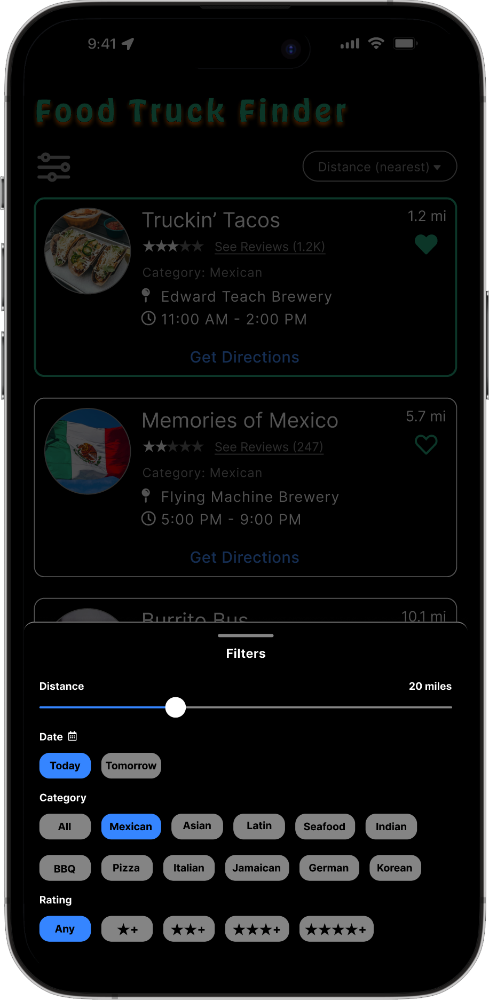 9:41
Food Truck Finder
Distance (nearest) ▾
Truckin’ Tacos
1.2 mi
★★★★★ See Reviews (1.2K)
Category: Mexican
Edward Teach Brewery
11:00 AM - 2:00 PM
Get Directions
Memories of Mexico
5.7 mi
★★★★★ See Reviews (247)
Category: Mexican
Flying Machine Brewery
5:00 PM - 9:00 PM
Get Directions
Burrito Bus
10.1 mi
Filters
Distance 20 miles
Date
Today Tomorrow
Category
All Mexican Asian Latin Seafood Indian
BBQ Pizza Italian Jamaican German Korean
Rating
Any ★+ ★★+ ★★★+ ★★★★+